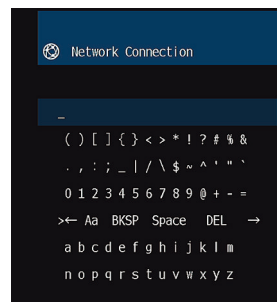 Network Connection
_
( ) [ ] { } < > * ! ? # % &
. , : ; _ | / \ $ ~ ^ ' " `
0 1 2 3 4 5 6 7 8 9 @ + - =
>← Aa BKSP Space DEL →
a b c d e f g h i j k l m
n o p q r s t u v w x y z